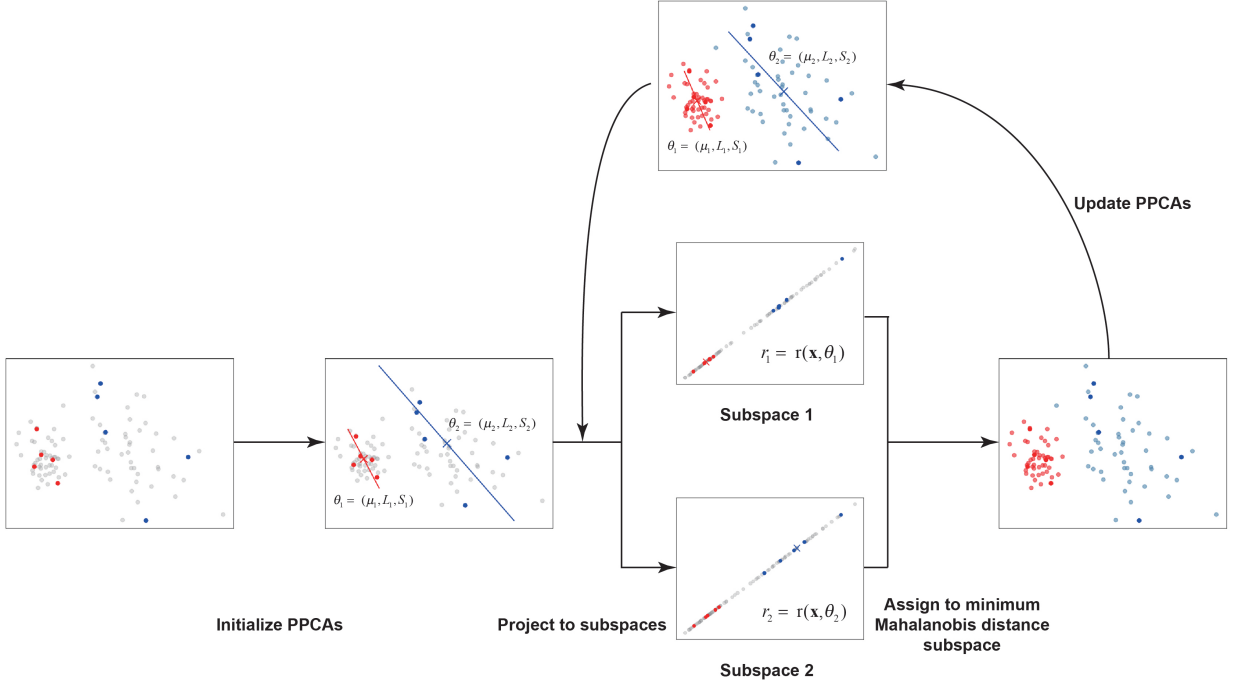 θ₂ = (μ₂, L₂, S₂)
θ₁ = (μ₁, L₁, S₁)
Update PPCAs
r₁ = r(x,θ₁)
Subspace 1
θ₂ = (μ₂, L₂, S₂)
θ₁ = (μ₁, L₁, S₁)
r₂ = r(x,θ₂)
Initialize PPCAs
Project to subspaces
Assign to minimum
Mahalanobis distance
subspace
Subspace 2